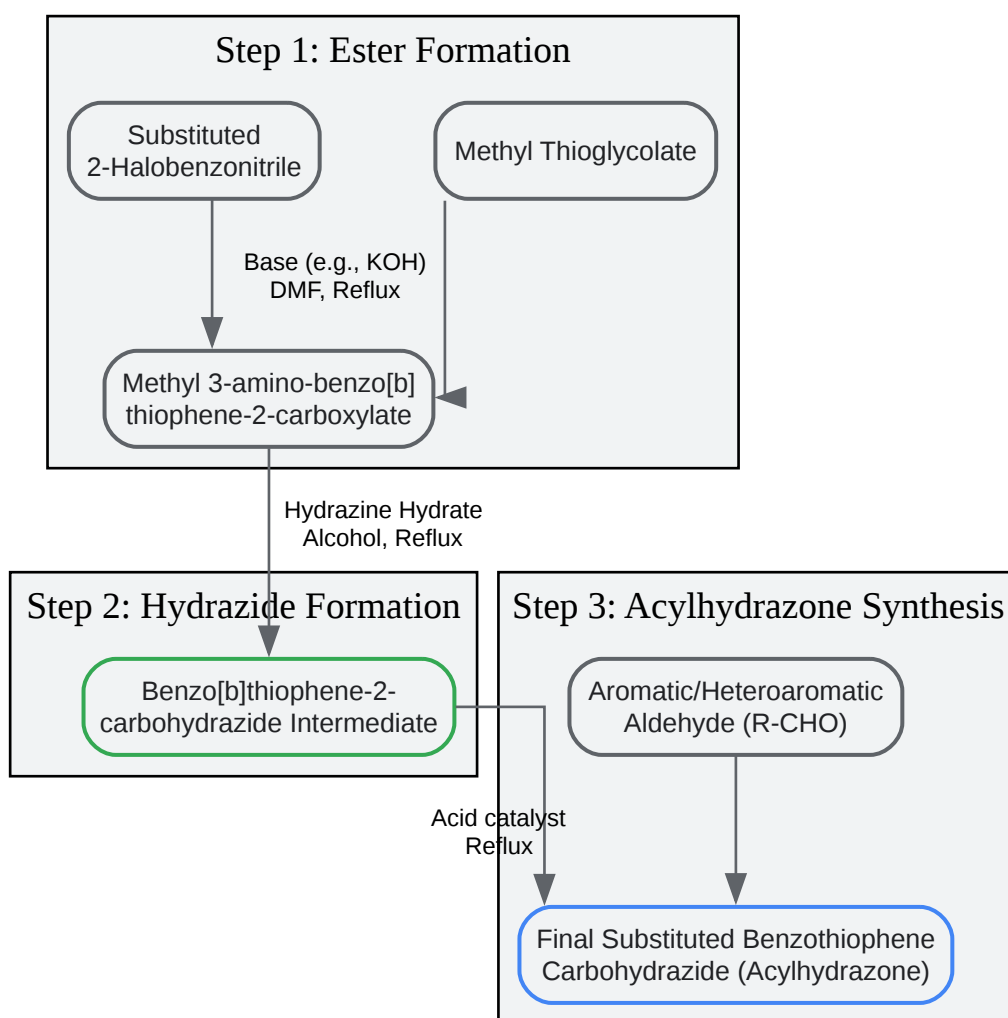 Step 1: Ester Formation
Substituted
2-Halobenzonitrile
Methyl Thioglycolate
Base (e.g., KOH)
DMF, Reflux
Methyl 3-amino-benzo[b]
thiophene-2-carboxylate
Hydrazine Hydrate
Alcohol, Reflux
Step 2: Hydrazide Formation
Benzo[b]thiophene-2-
carbohydrazide Intermediate
Step 3: Acylhydrazone Synthesis
Aromatic/Heteroaromatic
Aldehyde (R-CHO)
Acid catalyst
Reflux
Final Substituted Benzothiophene
Carbohydrazide (Acylhydrazone)